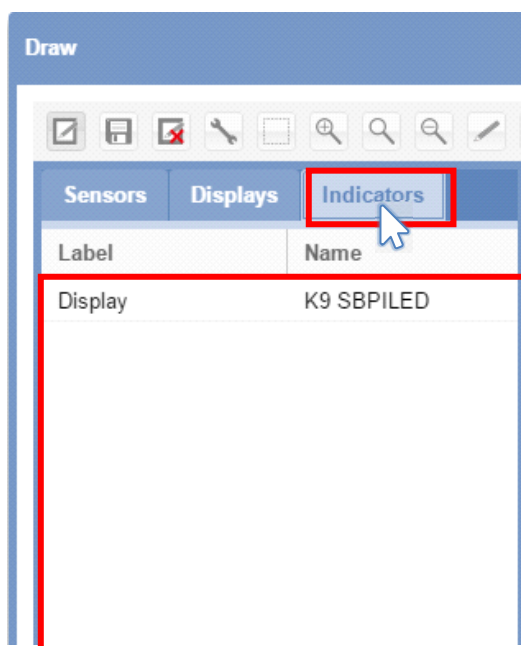 Draw
Sensors Displays Indicators
Label Name
Display K9 SBPILED